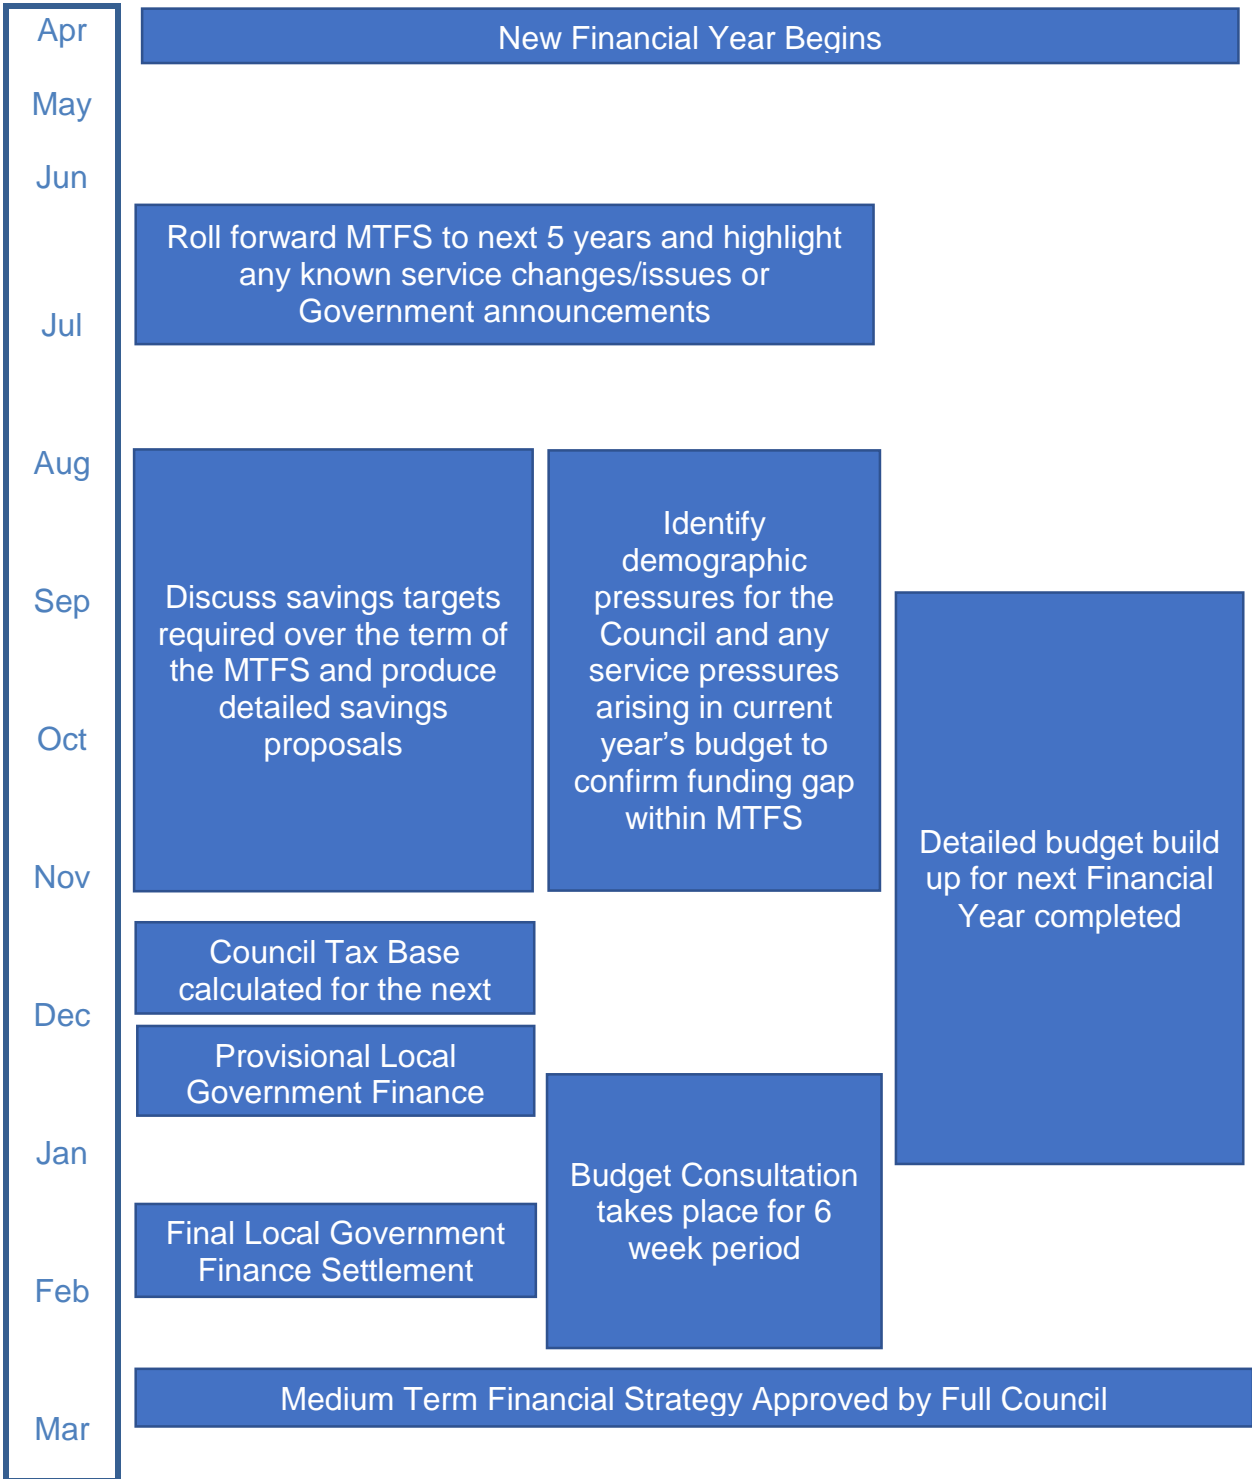 Apr
New Financial Year Begins
May
Jun
Roll forward MTFS to next 5 years and highlight
any known service changes/issues or
Government announcements
Jul
Aug
Discuss savings targets
required over the term of
the MTFS and produce
detailed savings
proposals
Identify
demographic
pressures for the
Council and any
service pressures
arising in current
year’s budget to
confirm funding gap
within MTFS
Sep
Oct
Detailed budget build
up for next Financial
Year completed
Nov
Council Tax Base
calculated for the next
Dec
Provisional Local
Government Finance
Jan
Budget Consultation
takes place for 6
week period
Final Local Government
Finance Settlement
Feb
Medium Term Financial Strategy Approved by Full Council
Mar